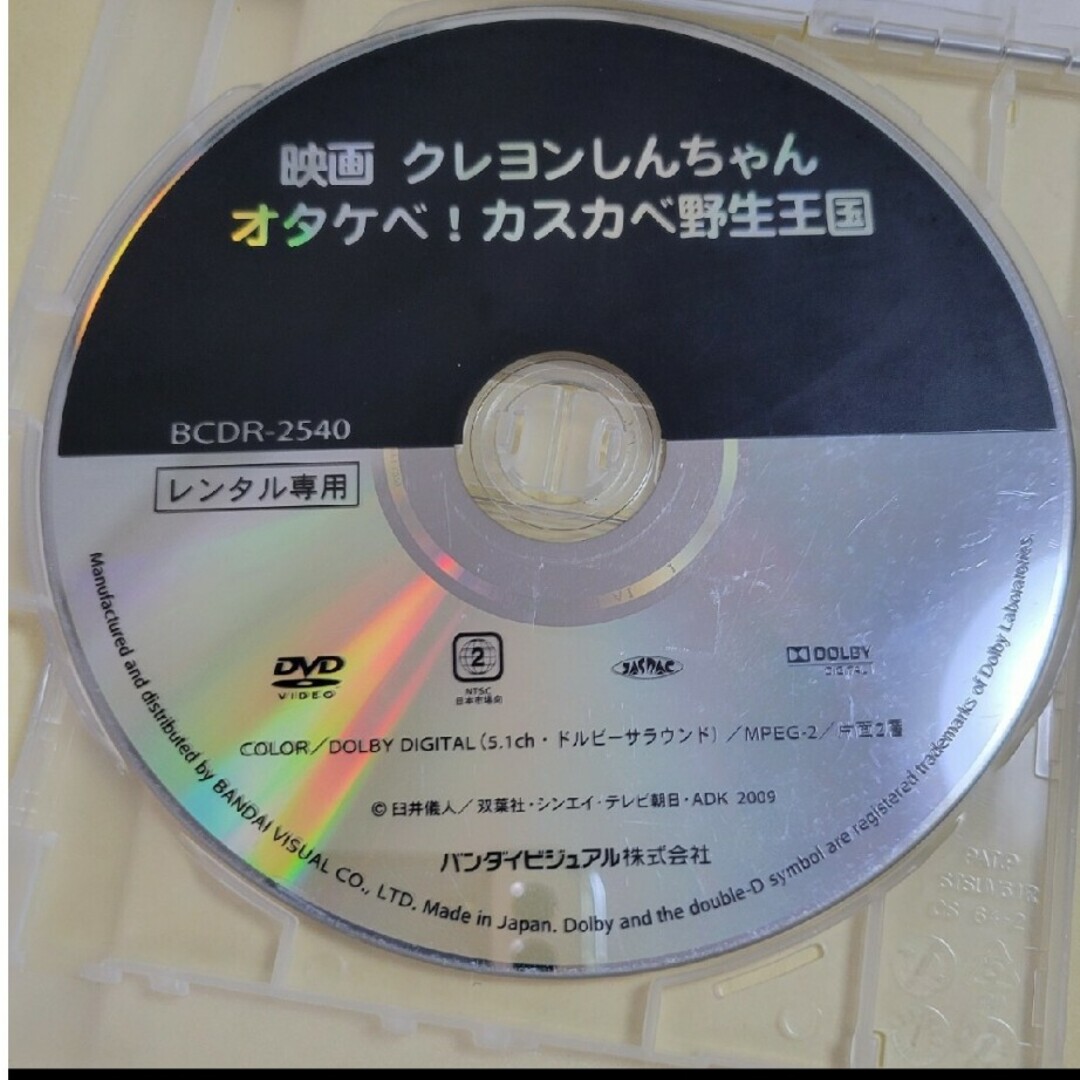 映画 クレヨンしんちゃん
オタケベ！カスカベ野生王国
BCDR-2540
レンタル専用
DVD
VIDEO
2
NTSC
日本市場向
JASRAC
DOLBY
DIGITAL
COLOR／DOLBY DIGITAL（5.1ch・ドルビーサラウンド）／MPEG-2／片面2層
© 臼井儀人／双葉社・シンエイ・テレビ朝日・ADK 2009
バンダイビジュアル株式会社
Manufactured and distributed by BANDAI VISUAL CO., LTD. Made in Japan. Dolby and the double-D symbol are registered trademarks of Dolby Laboratories.